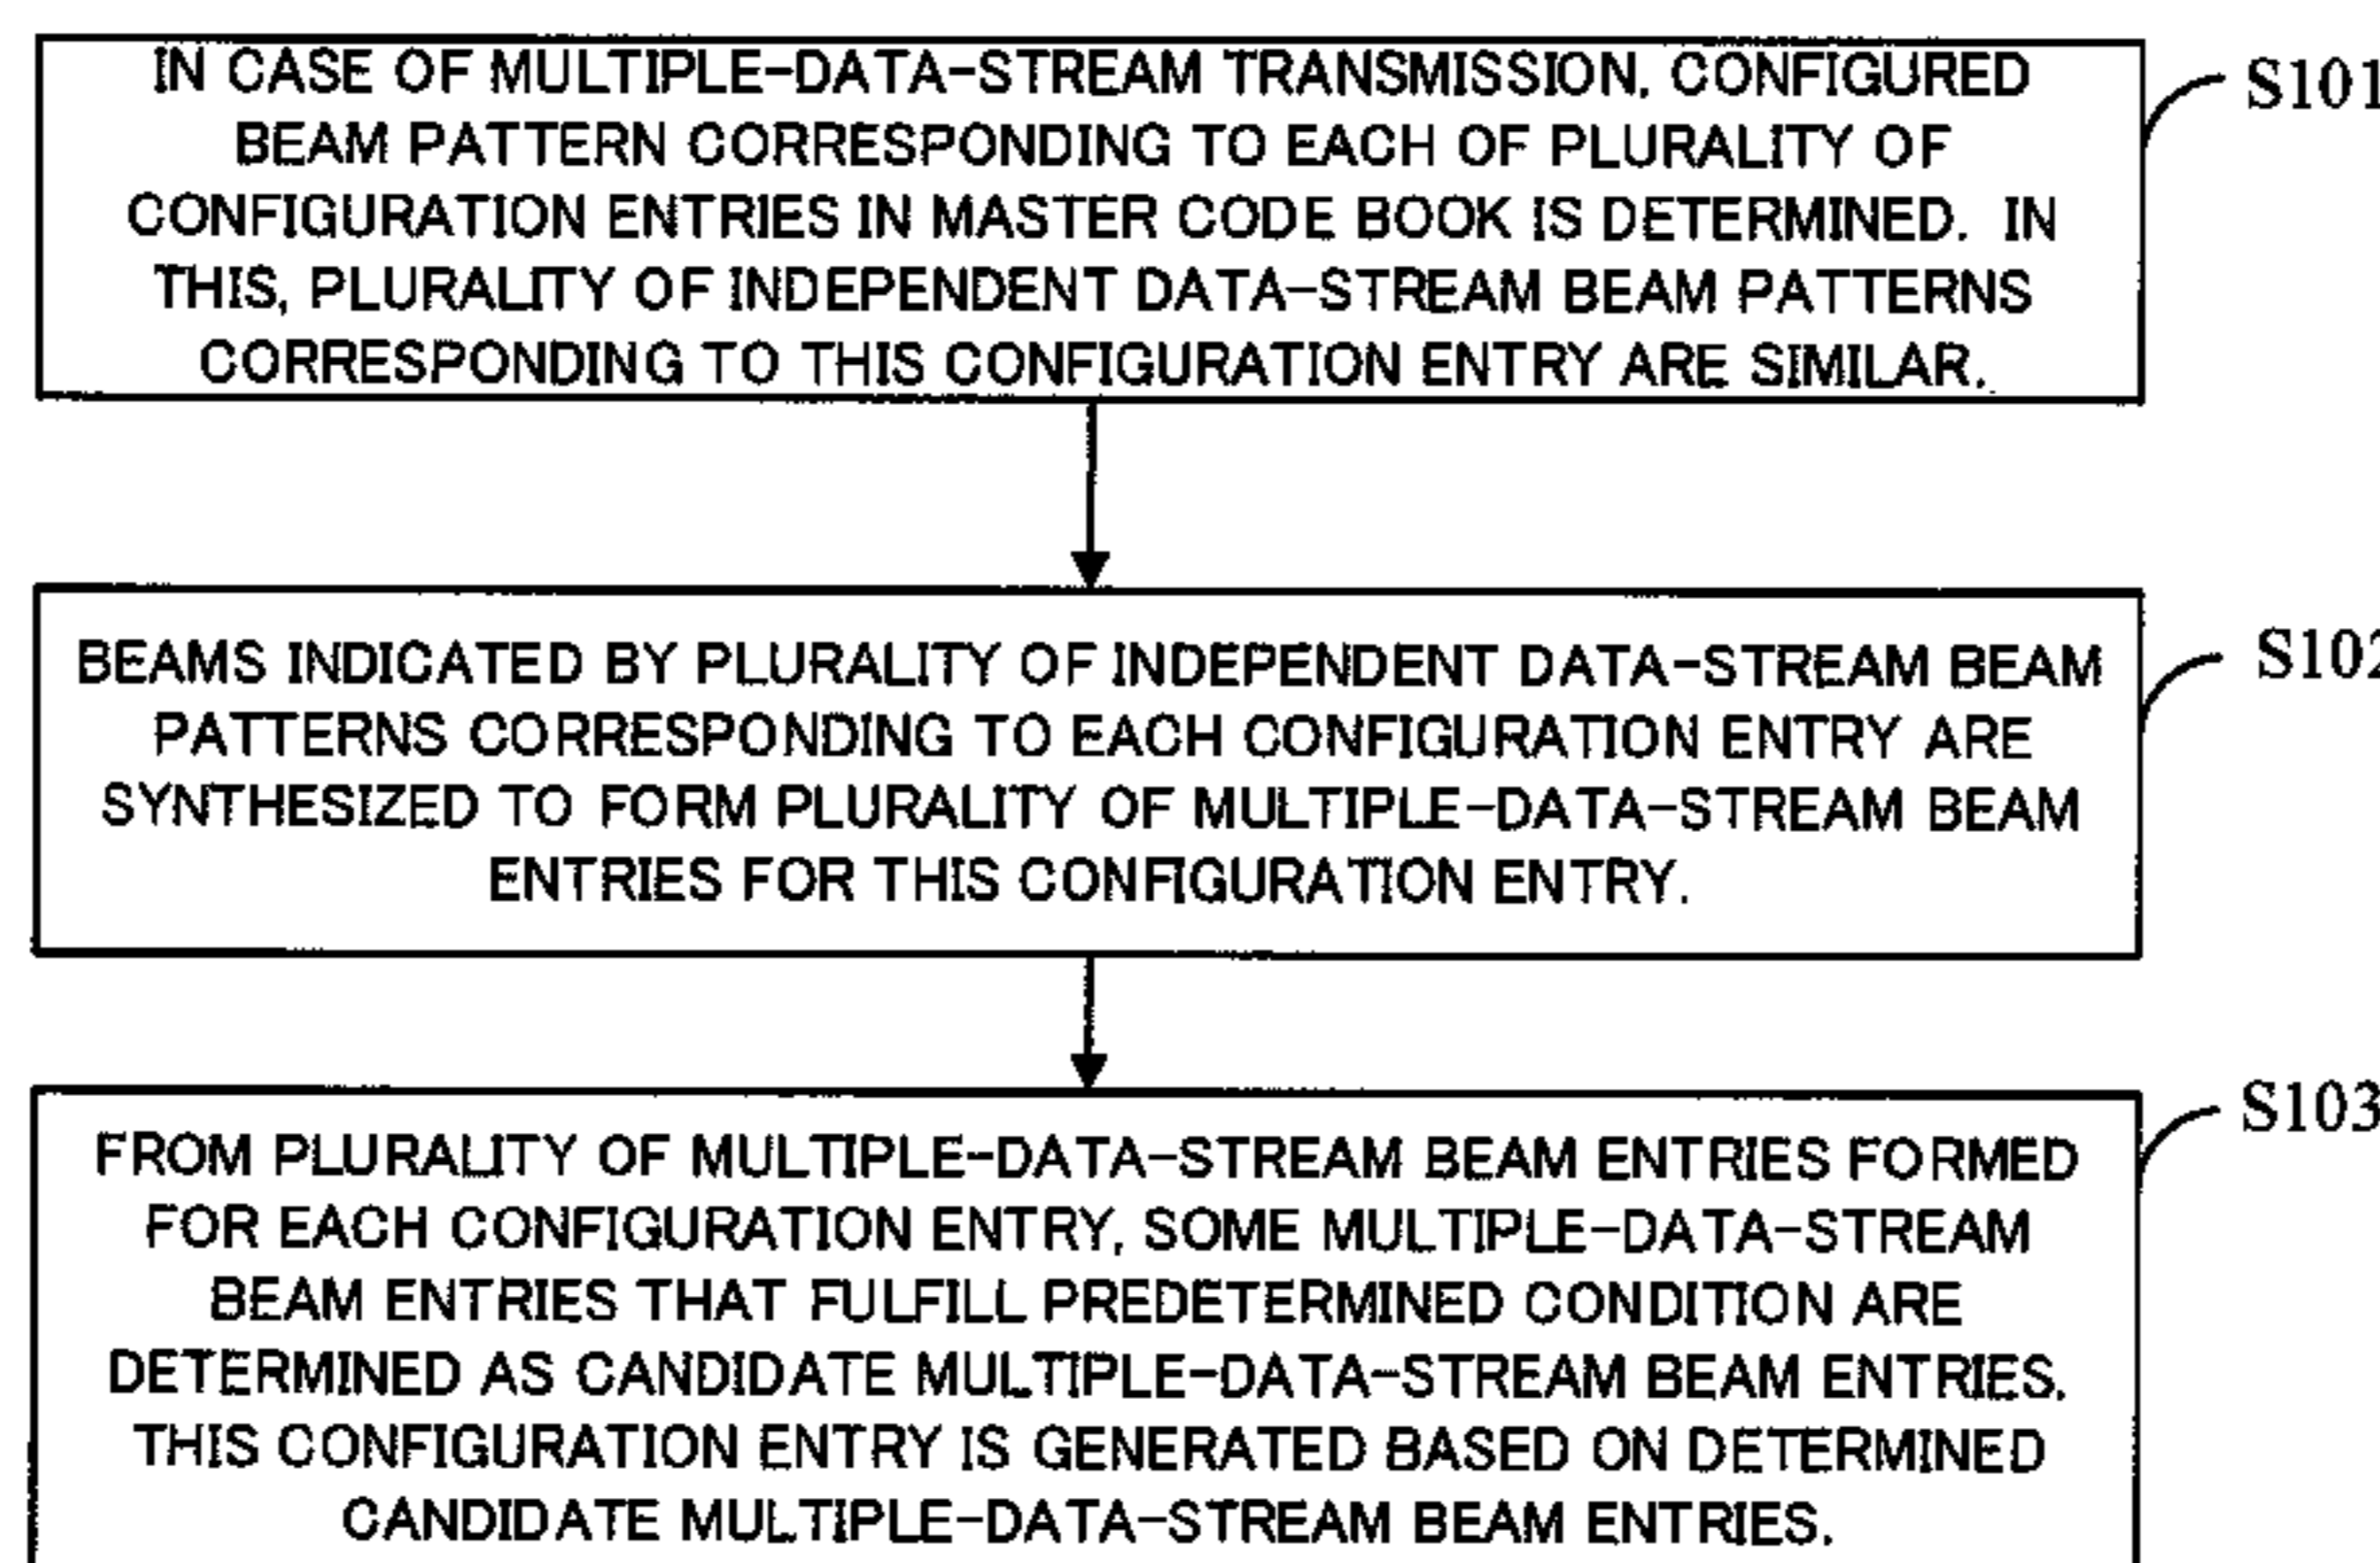 IN CASE OF MULTIPLE-DATA-STREAM TRANSMISSION, CONFIGURED
BEAM PATTERN CORRESPONDING TO EACH OF PLURALITY OF
CONFIGURATION ENTRIES IN MASTER CODE BOOK IS DETERMINED. IN
THIS, PLURALITY OF INDEPENDENT DATA-STREAM BEAM PATTERNS
CORRESPONDING TO THIS CONFIGURATION ENTRY ARE SIMILAR.
S101
BEAMS INDICATED BY PLURALITY OF INDEPENDENT DATA-STREAM BEAM
PATTERNS CORRESPONDING TO EACH CONFIGURATION ENTRY ARE
SYNTHESIZED TO FORM PLURALITY OF MULTIPLE-DATA-STREAM BEAM
ENTRIES FOR THIS CONFIGURATION ENTRY.
S102
FROM PLURALITY OF MULTIPLE-DATA-STREAM BEAM ENTRIES FORMED
FOR EACH CONFIGURATION ENTRY, SOME MULTIPLE-DATA-STREAM
BEAM ENTRIES THAT FULFILL PREDETERMINED CONDITION ARE
DETERMINED AS CANDIDATE MULTIPLE-DATA-STREAM BEAM ENTRIES.
THIS CONFIGURATION ENTRY IS GENERATED BASED ON DETERMINED
CANDIDATE MULTIPLE-DATA-STREAM BEAM ENTRIES.
S103